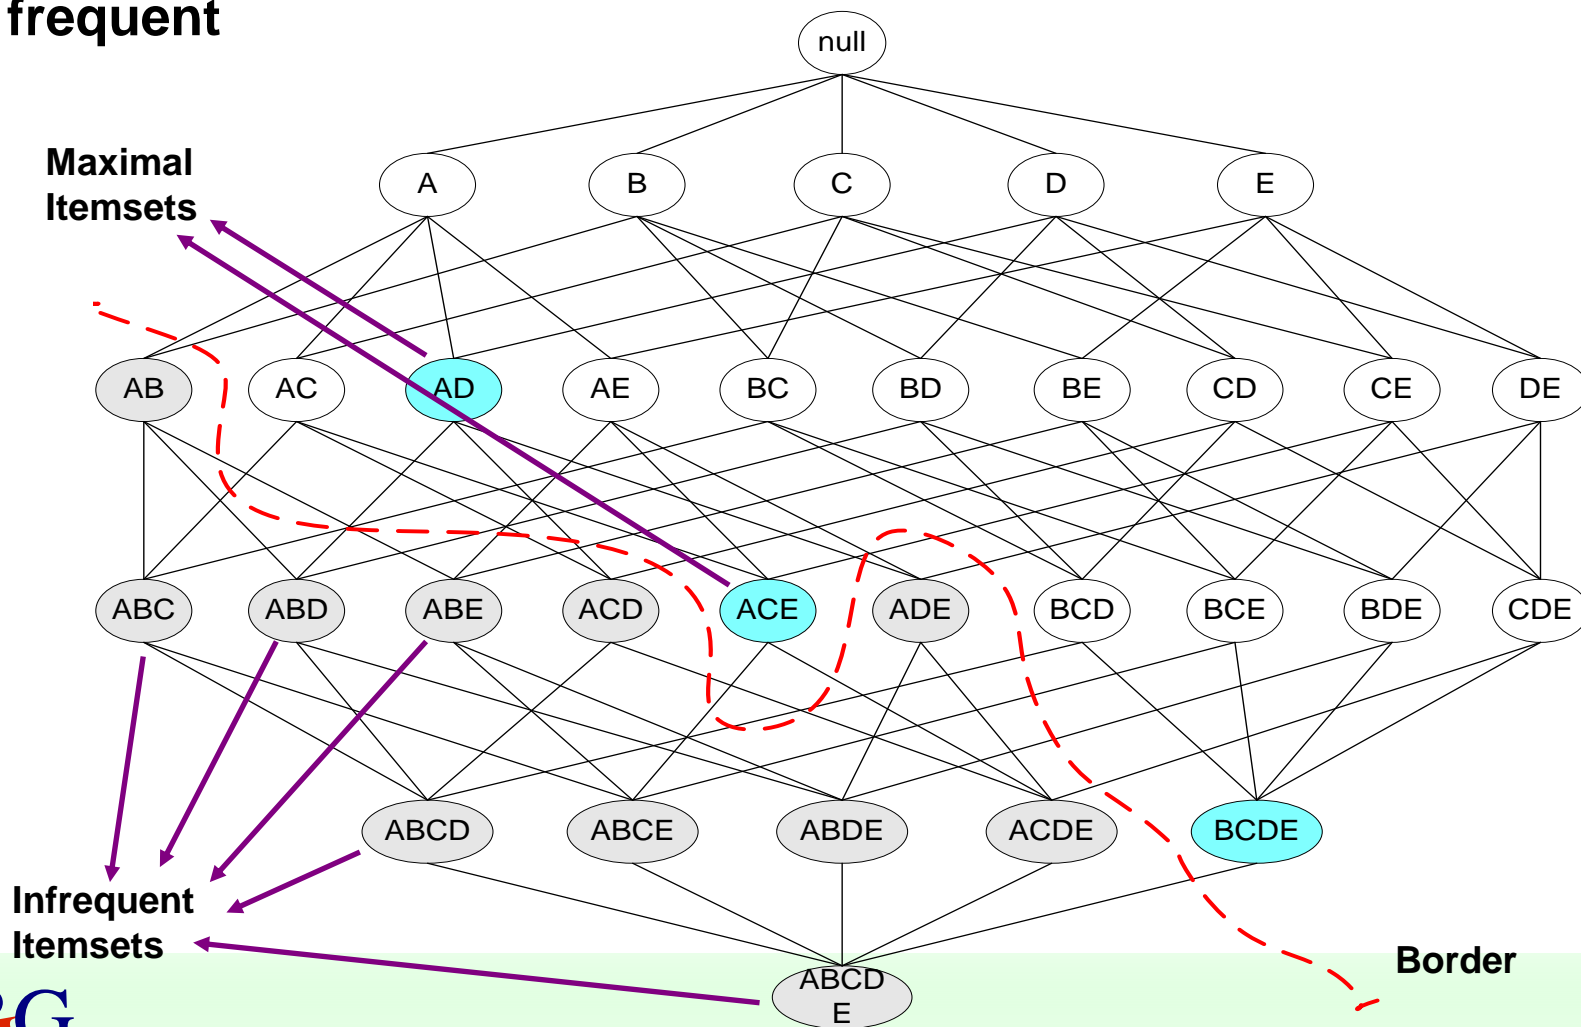 frequent
null
Maximal
Itemsets
A B C D E
AB AC AD AE BC BD BE CD CE DE
ABC ABD ABE ACD ACE ADE BCD BCE BDE CDE
ABCD ABCE ABDE ACDE BCDE
Infrequent
Itemsets
Border
ABCD
E
G